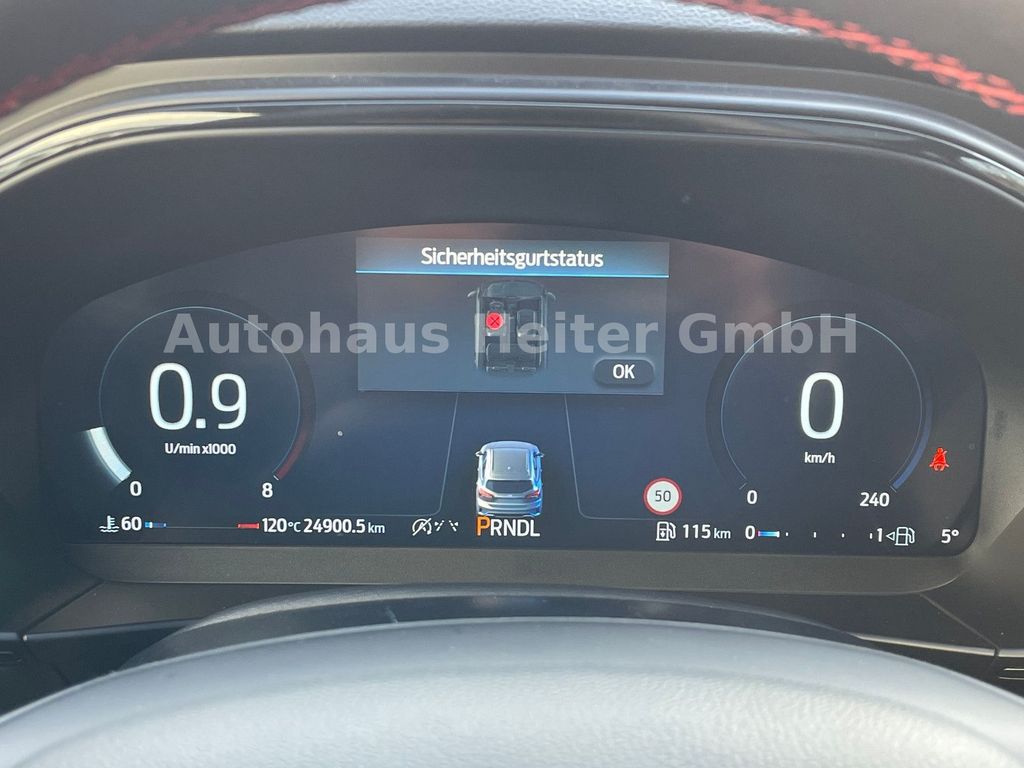 Sicherheitsgurtstatus
Autohaus Reiter GmbH
OK
0.9
U/min x1000
0 8
0
km/h
0 240
50
60 120°C 24900.5 km
PRNDL
115 km 0 1 5°